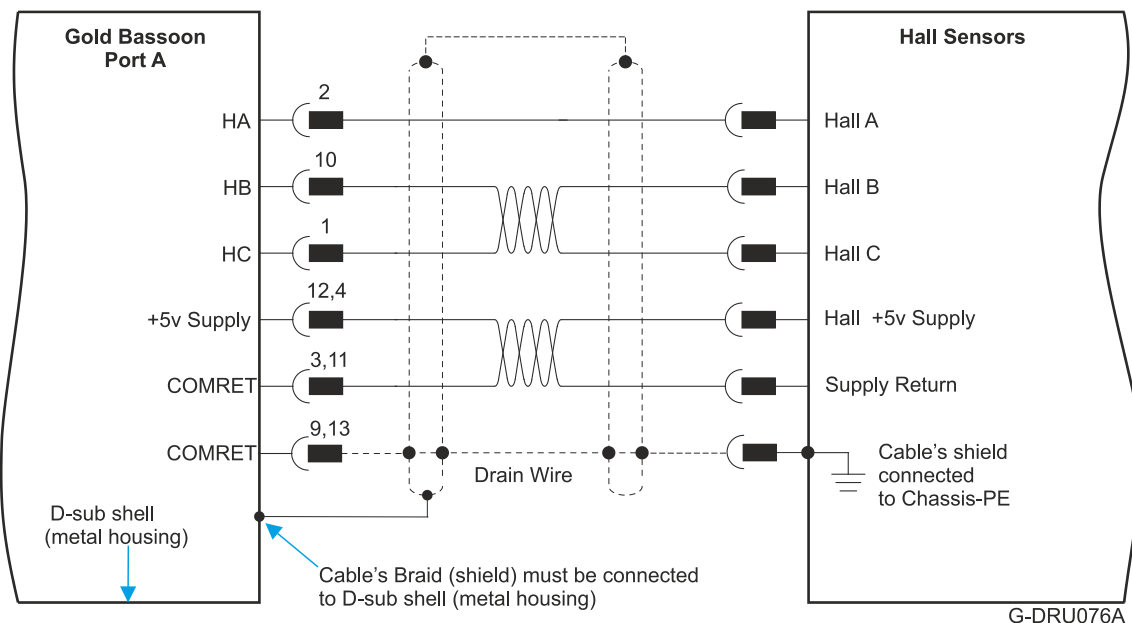 Gold Bassoon
Port A
Hall Sensors
2
HA
Hall A
10
HB
Hall B
1
HC
Hall C
12,4
+5v Supply
Hall +5v Supply
3,11
COMRET
Supply Return
9,13
COMRET
Drain Wire
Cable's shield
connected
to Chassis-PE
D-sub shell
(metal housing)
Cable's Braid (shield) must be connected
to D-sub shell (metal housing)
G-DRU076A